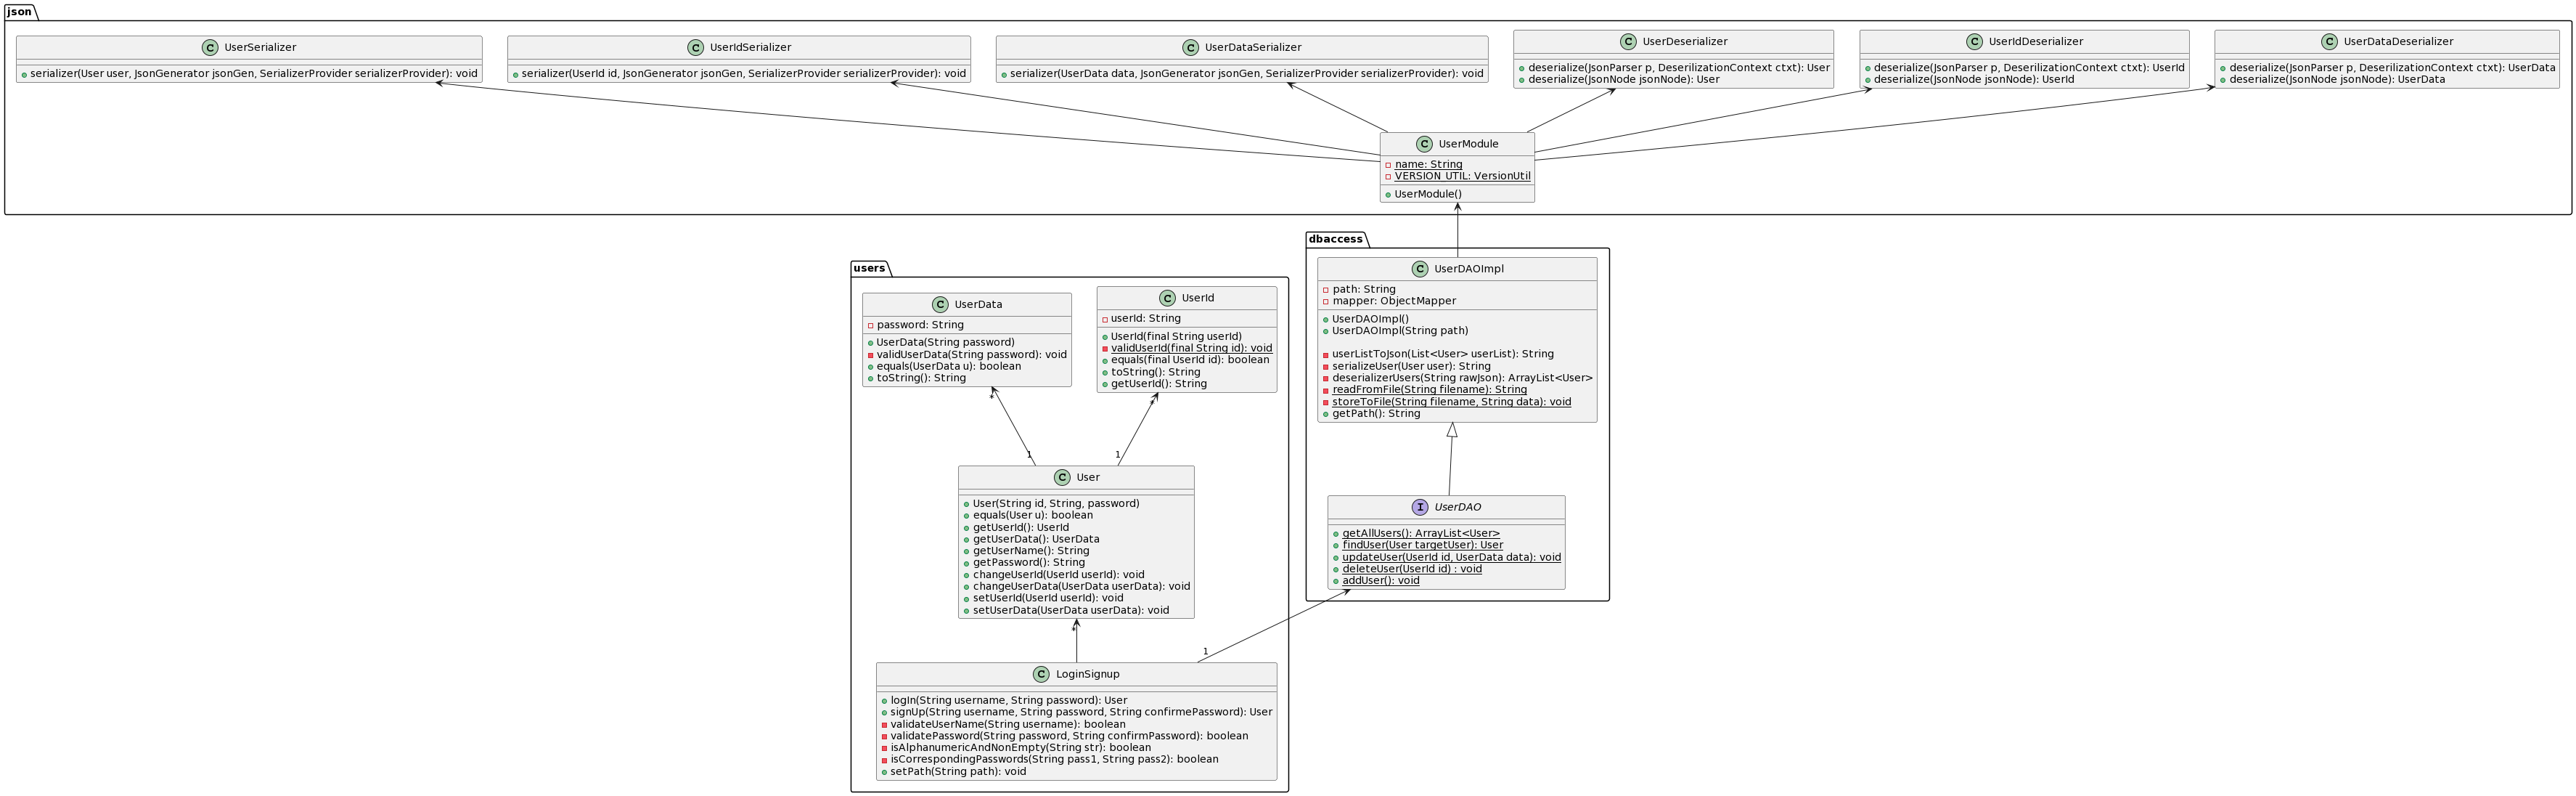 json
C UserSerializer
serializer(User user, JsonGenerator jsonGen, SerializerProvider serializerProvider): void
C UserIdSerializer
serializer(UserId id, JsonGenerator jsonGen, SerializerProvider serializerProvider): void
C UserDataSerializer
serializer(UserData data, JsonGenerator jsonGen, SerializerProvider serializerProvider): void
C UserDeserializer
deserialize(JsonParser p, DeserilizationContext ctxt): User
deserialize(JsonNode jsonNode): User
C UserIdDeserializer
deserialize(JsonParser p, DeserilizationContext ctxt): UserId
deserialize(JsonNode jsonNode): UserId
C UserDataDeserializer
deserialize(JsonParser p, DeserilizationContext ctxt): UserData
deserialize(JsonNode jsonNode): UserData
C UserModule
name: String
VERSION_UTIL: VersionUtil
UserModule()
dbaccess
C UserDAOImpl
path: String
mapper: ObjectMapper
UserDAOImpl()
UserDAOImpl(String path)
userListToJson(List<User> userList): String
serializeUser(User user): String
deserializeUsers(String rawJson): ArrayList<User>
readFromFile(String filename): String
storeToFile(String filename, String data): void
getPath(): String
users
C UserData
password: String
UserData(String password)
validUserData(String password): void
equals(UserData u): boolean
toString(): String
C UserId
userId: String
UserId(final String userId)
validUserId(final String id): void
equals(final UserId id): boolean
toString(): String
getUserId(): String
*
*
1
1
C User
User(String id, String, password)
equals(User u): boolean
getUserId(): UserId
getUserData(): UserData
getUserName(): String
getPassword(): String
changeUserId(UserId userId): void
changeUserData(UserData userData): void
setUserId(UserId userId): void
setUserData(UserData userData): void
I UserDAO
getAllUsers(): ArrayList<User>
findUser(User targetUser): User
updateUser(UserId id, UserData data): void
deleteUser(UserId id) : void
addUser(): void
*
1
C LoginSignup
logIn(String username, String password): User
signUp(String username, String password, String confirmePassword): User
validateUserName(String username): boolean
validatePassword(String password, String confirmPassword): boolean
isAlphanumericAndNonEmpty(String str): boolean
isCorrespondingPasswords(String pass1, String pass2): boolean
setPath(String path): void